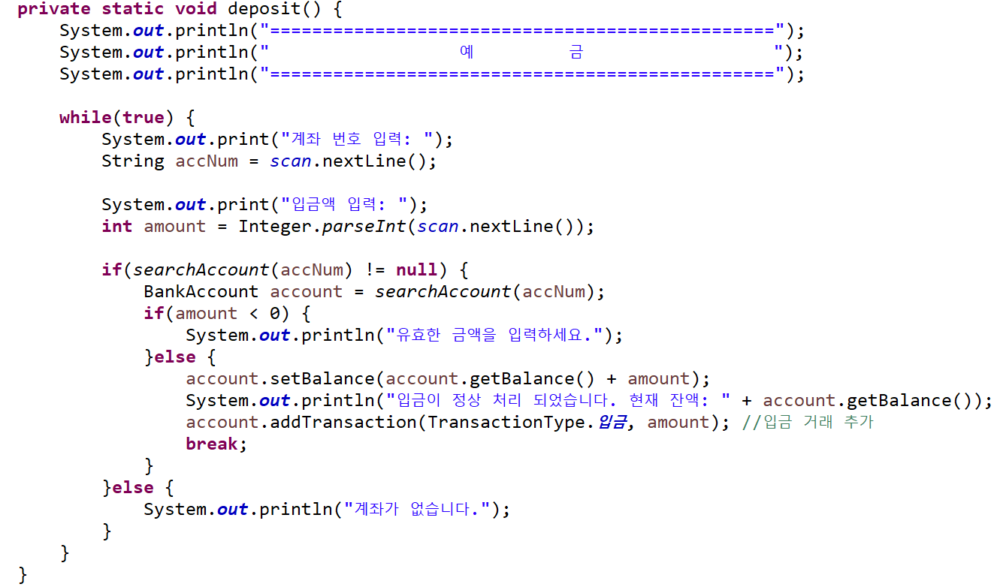 private static void deposit() {
    System.out.println("================================================");
    System.out.println("                  예         금                  ");
    System.out.println("================================================");

    while(true) {
        System.out.print("계좌 번호 입력: ");
        String accNum = scan.nextLine();

        System.out.print("입금액 입력: ");
        int amount = Integer.parseInt(scan.nextLine());

        if(searchAccount(accNum) != null) {
            BankAccount account = searchAccount(accNum);
            if(amount < 0) {
                System.out.println("유효한 금액을 입력하세요.");
            }else {
                account.setBalance(account.getBalance() + amount);
                System.out.println("입금이 정상 처리 되었습니다. 현재 잔액: " + account.getBalance());
                account.addTransaction(TransactionType.입금, amount); //입금 거래 추가
                break;
            }
        }else {
            System.out.println("계좌가 없습니다.");
        }
    }
}